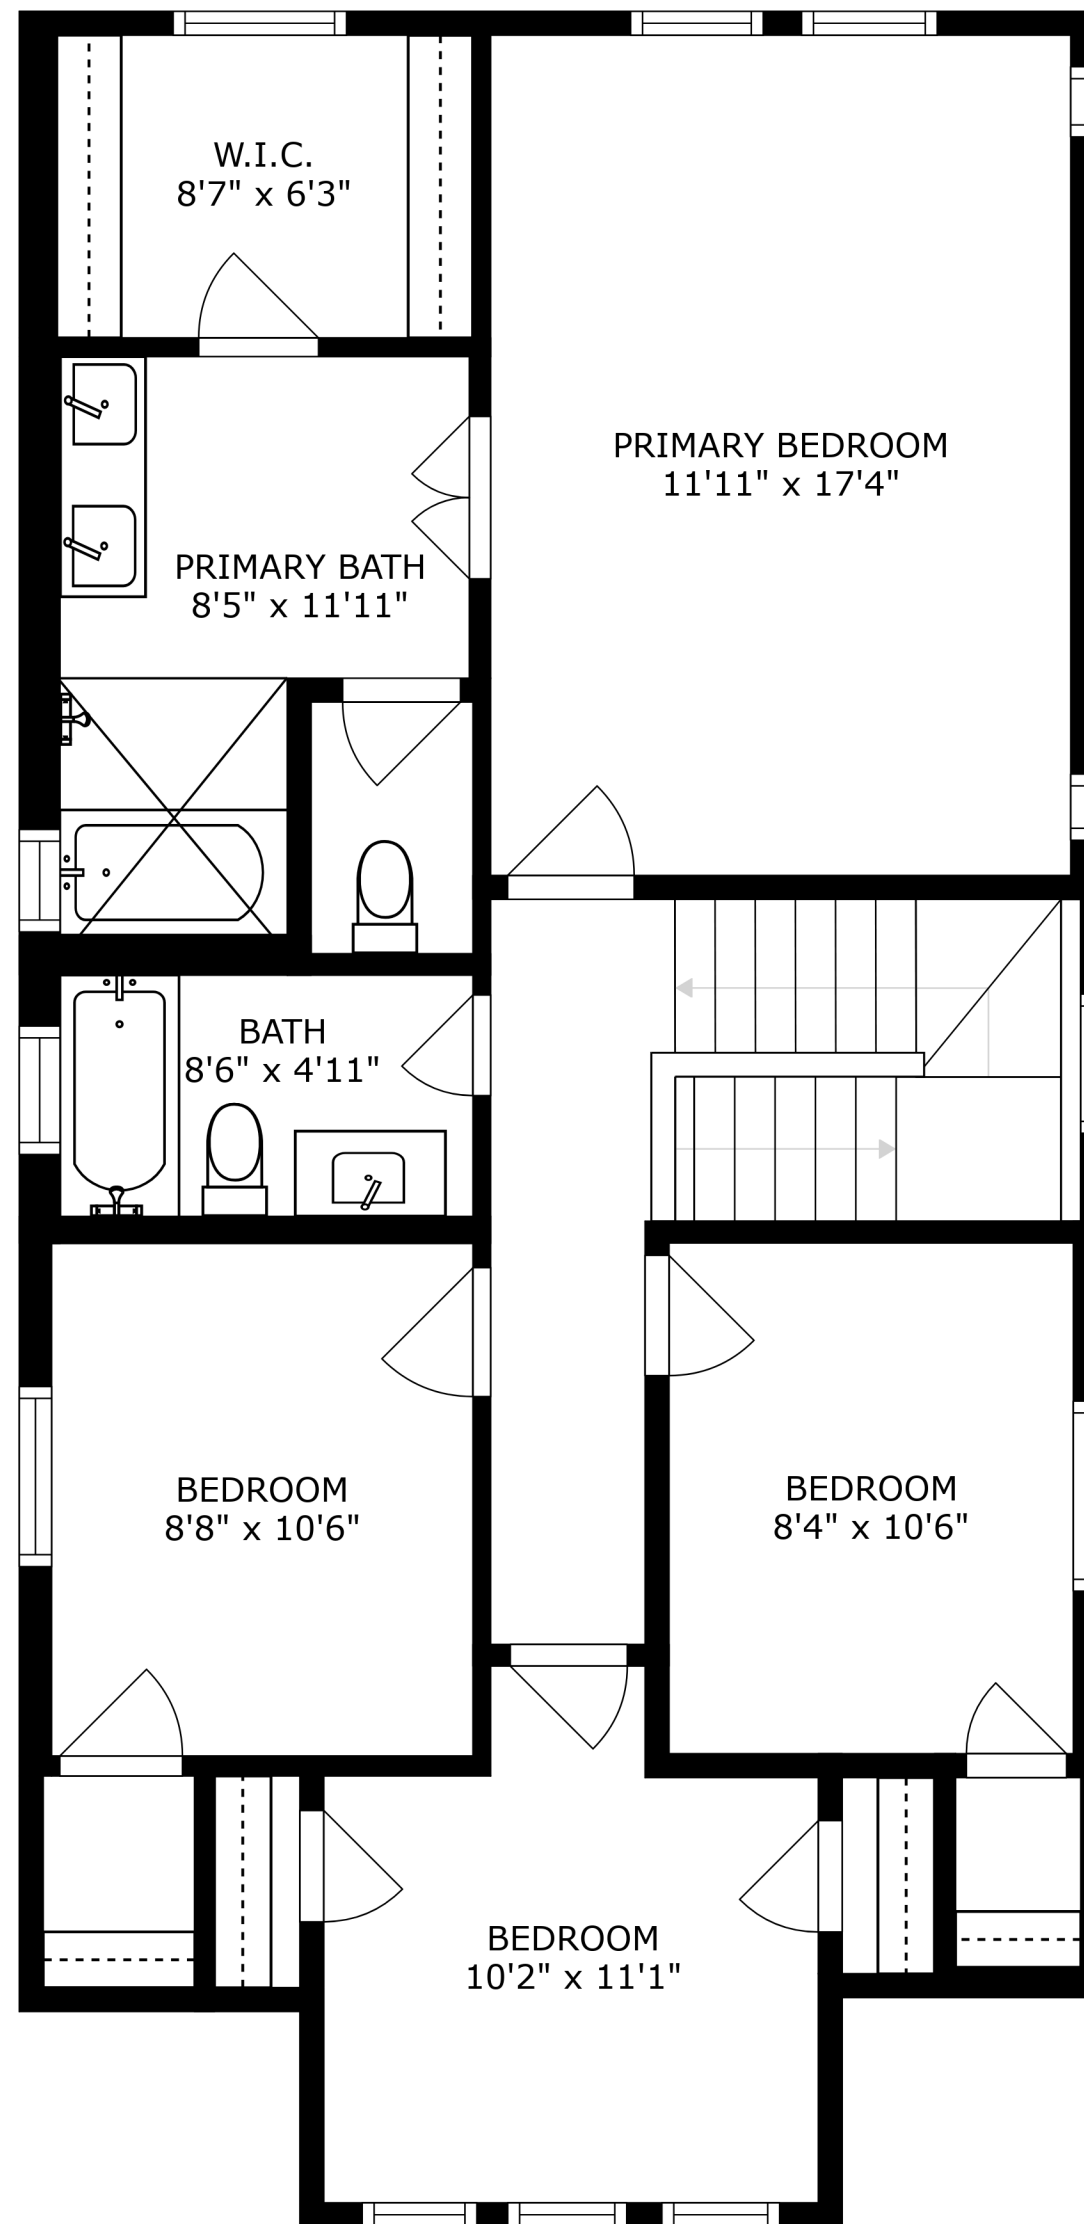 W.I.C.
8'7" x 6'3"
PRIMARY BEDROOM
11'11" x 17'4"
PRIMARY BATH
8'5" x 11'11"
BATH
8'6" x 4'11"
BEDROOM
8'8" x 10'6"
BEDROOM
8'4" x 10'6"
BEDROOM
10'2" x 11'1"